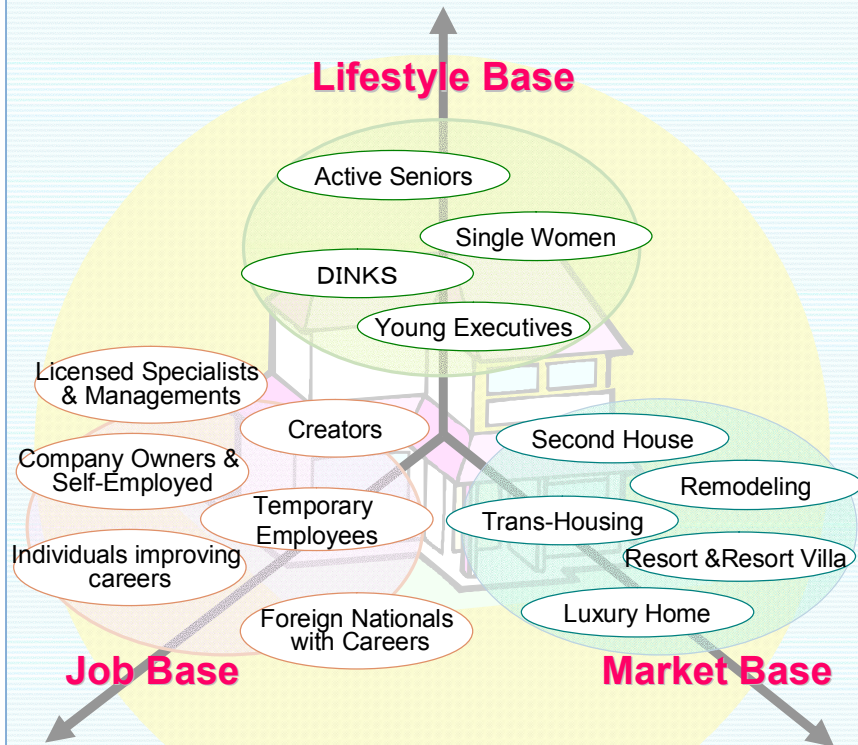 Lifestyle Base
Active Seniors
Single Women
DINKS
Young Executives
Licensed Specialists
& Managements
Creators
Company Owners &
Self-Employed
Temporary
Employees
Individuals improving
careers
Foreign Nationals
with Careers
Job Base
Second House
Remodeling
Trans-Housing
Resort &Resort Villa
Luxury Home
Market Base